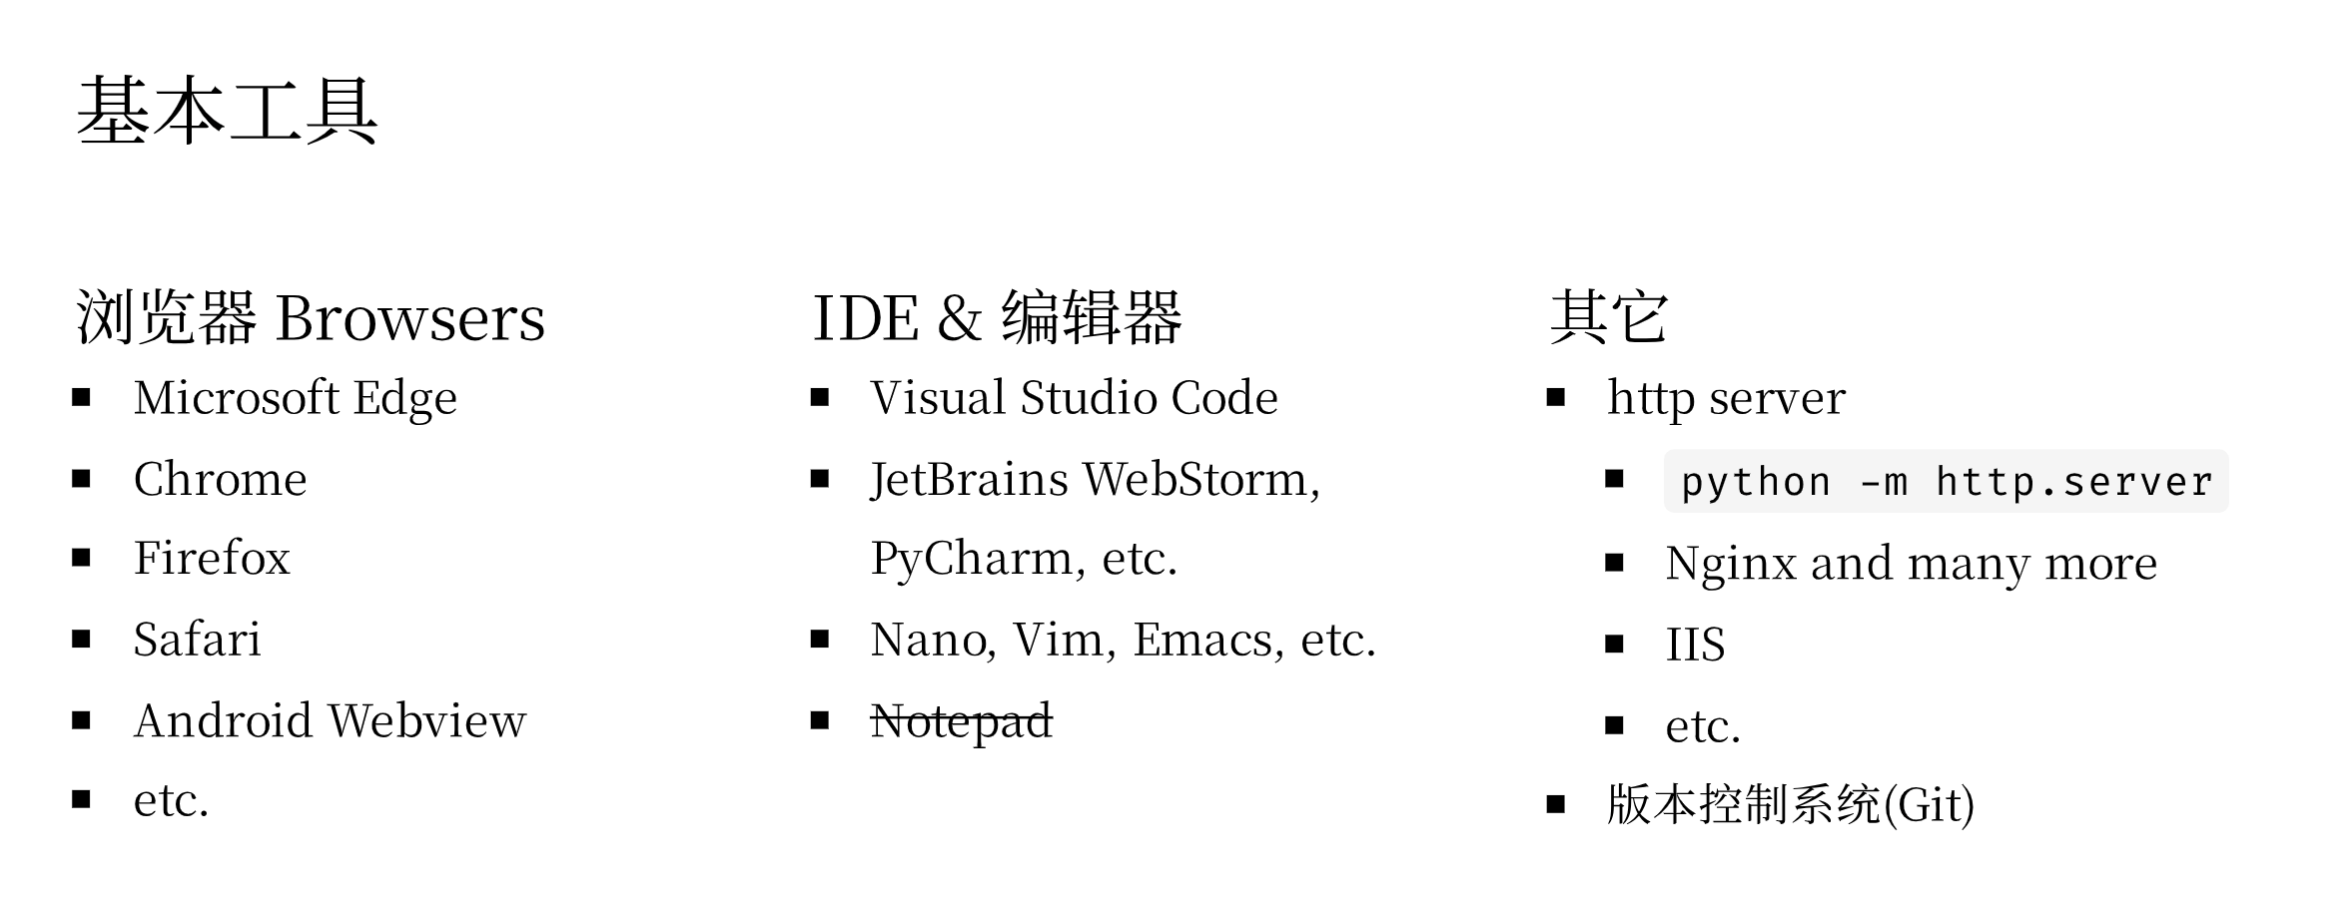 基本工具
浏览器 Browsers
Microsoft Edge
Chrome
Firefox
Safari
Android Webview
etc.
IDE & 编辑器
Visual Studio Code
JetBrains WebStorm,
PyCharm, etc.
Nano, Vim, Emacs, etc.
Notepad
其它
http server
python -m http.server
Nginx and many more
IIS
etc.
版本控制系统(Git)